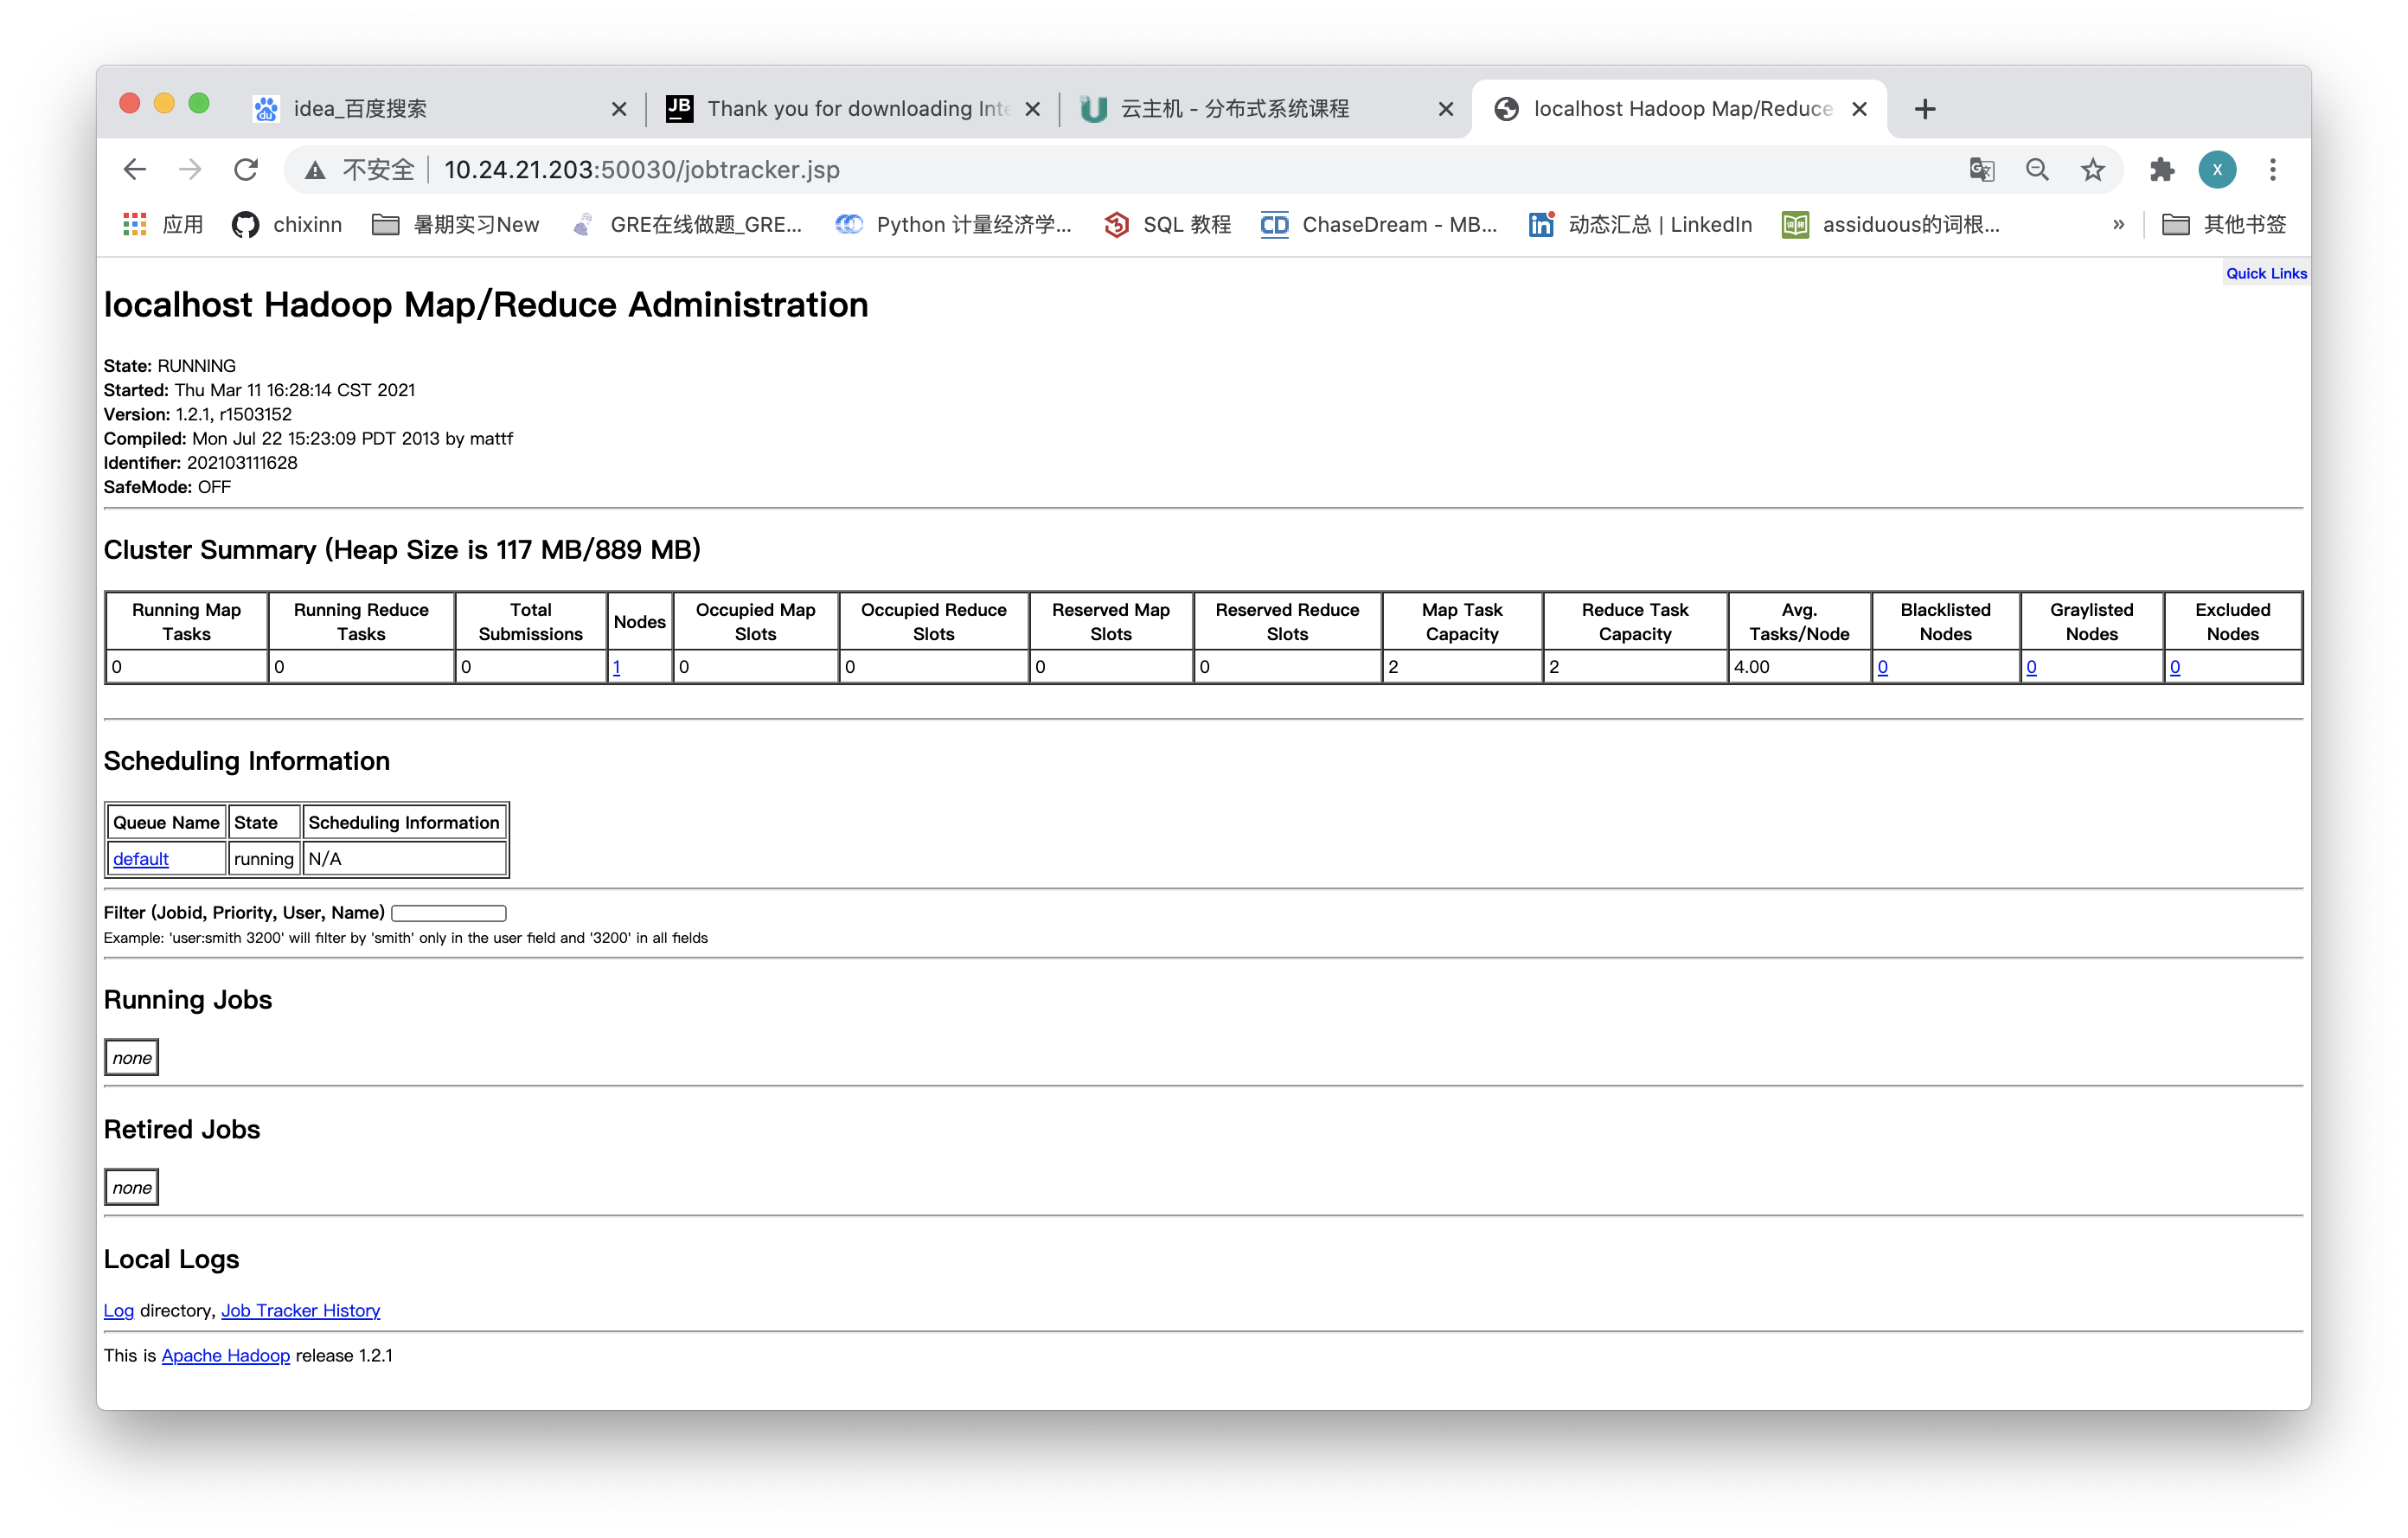 idea_百度搜索
JB Thank you for downloading Inte
云主机 - 分布式系统课程
localhost Hadoop Map/Reduce
不安全 10.24.21.203:50030/jobtracker.jsp
X
应用 chixinn 暑期实习New GRE在线做题_GRE... Python 计量经济学... SQL 教程 CD ChaseDream - MB... in 动态汇总 | LinkedIn assiduous的词根... » 其他书签
Quick Links
localhost Hadoop Map/Reduce Administration
State: RUNNING
Started: Thu Mar 11 16:28:14 CST 2021
Version: 1.2.1, r1503152
Compiled: Mon Jul 22 15:23:09 PDT 2013 by mattf
Identifier: 202103111628
SafeMode: OFF
Cluster Summary (Heap Size is 117 MB/889 MB)
Running Map Tasks Running Reduce Tasks Total Submissions Nodes Occupied Map Slots Occupied Reduce Slots Reserved Map Slots Reserved Reduce Slots Map Task Capacity Reduce Task Capacity Avg. Tasks/Node Blacklisted Nodes Graylisted Nodes Excluded Nodes
0 0 0 1 0 0 0 0 2 2 4.00 0 0 0
Scheduling Information
Queue Name State Scheduling Information
default running N/A
Filter (Jobid, Priority, User, Name)
Example: 'user:smith 3200' will filter by 'smith' only in the user field and '3200' in all fields
Running Jobs
none
Retired Jobs
none
Local Logs
Log directory, Job Tracker History
This is Apache Hadoop release 1.2.1